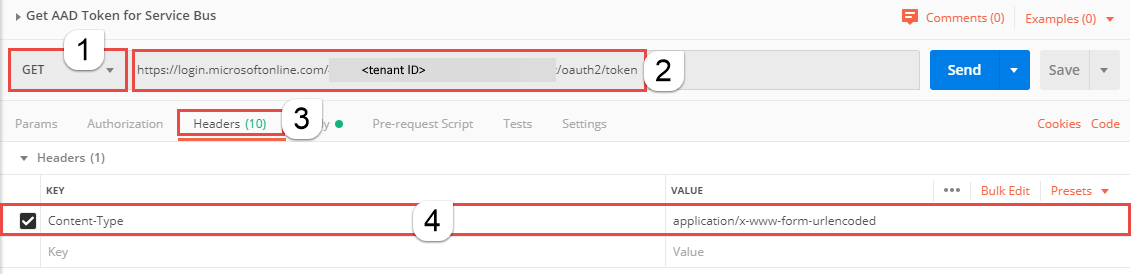 Get AAD Token for Service Bus
Comments (0) Examples (0)
1
GET https://login.microsoftonline.com/ <tenant ID> /oauth2/token 2 Send Save
Params Authorization Headers (10) 3 Pre-request Script Tests Settings Cookies Code
Headers (1)
KEY VALUE ••• Bulk Edit Presets
Content-Type 4 application/x-www-form-urlencoded
Key Value